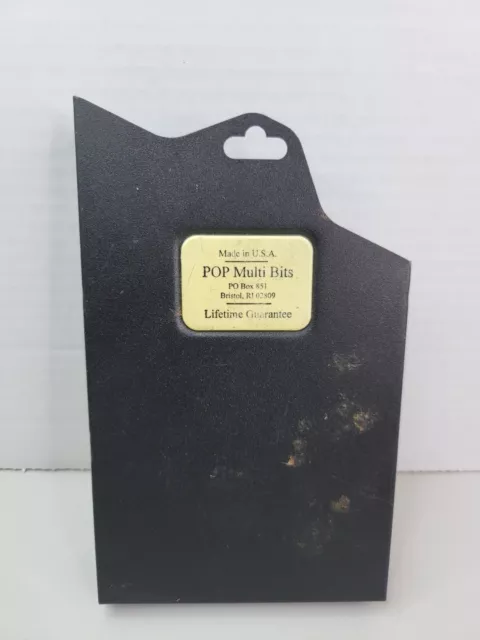 Made in U.S.A.
POP Multi Bits
PO Box 851
Bristol, RI 02809
Lifetime Guarantee